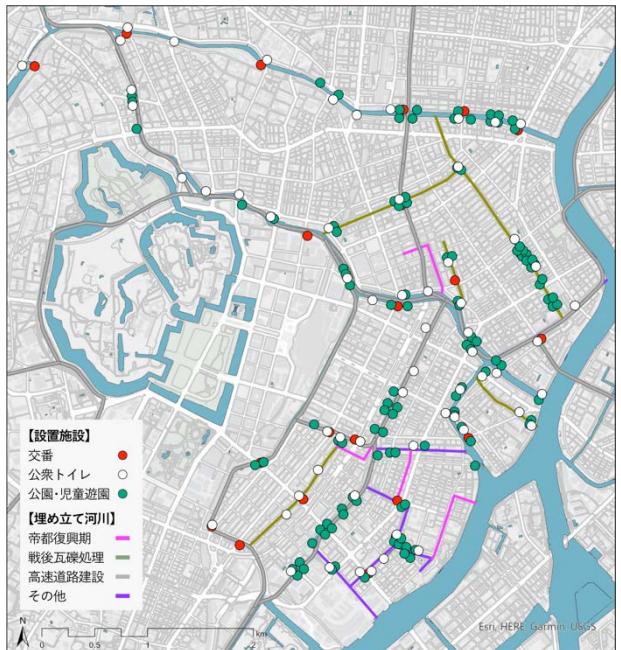 【設置施設】
交番
公衆トイレ
公園・児童遊園
【埋め立て河川】
帝都復興期
戦後瓦礫処理
高速道路建設
その他
N
0 0.5 1 2
km
Esri, HERE, Garmin, USGS